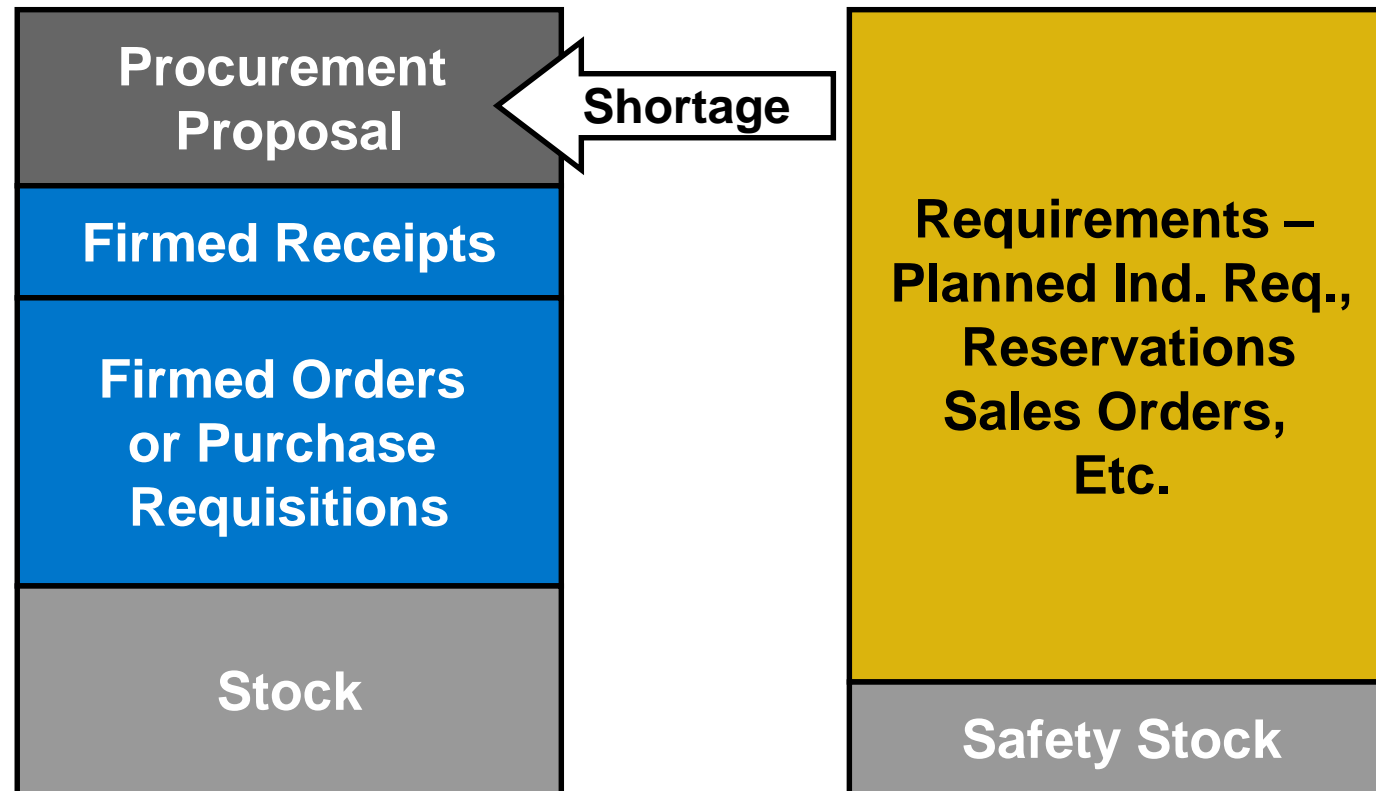 Procurement
Proposal
Shortage
Firmed Receipts
Firmed Orders
or Purchase
Requisitions
Stock
Requirements –
Planned Ind. Req.,
Reservations
Sales Orders,
Etc.
Safety Stock